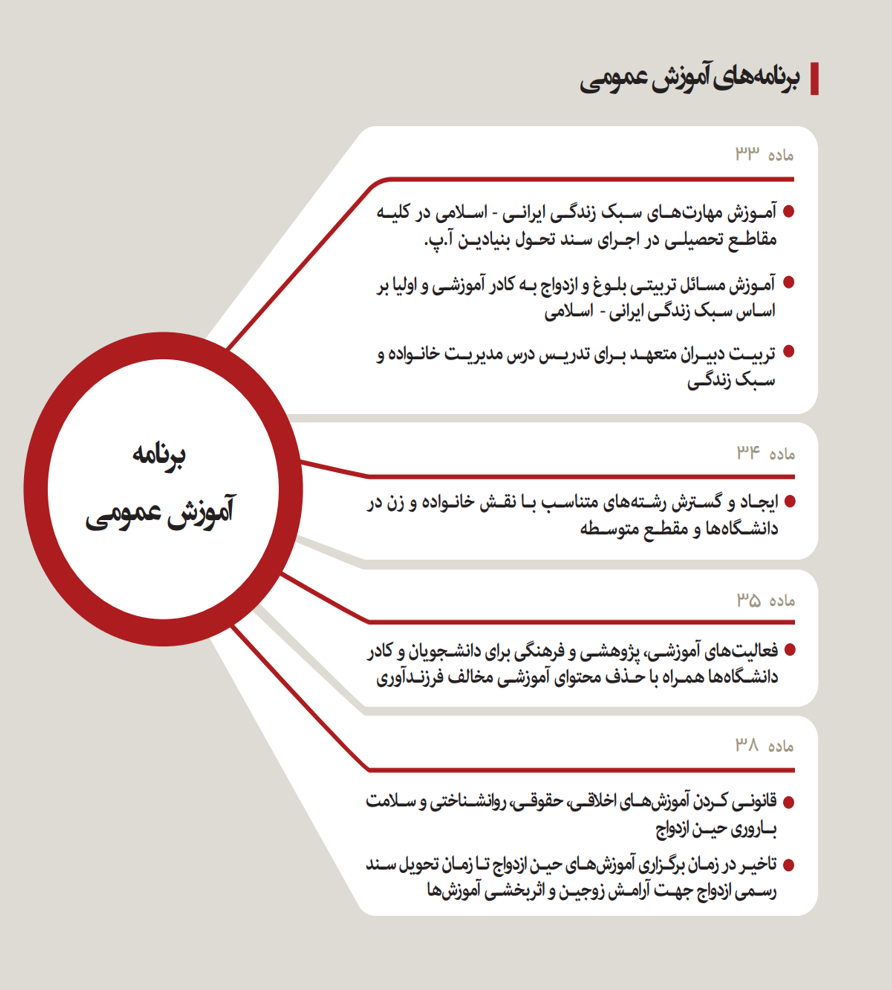 برنامه‌های آموزش عمومی
ماده ۳۳
آموزش مهارت‌های سبک زندگی ایرانی - اسلامی در کلیه
مقاطع تحصیلی در اجرای سند تحول بنیادین آ.پ.
آموزش مسائل تربیتی بلوغ و ازدواج به کادر آموزشی و اولیا بر
اساس سبک زندگی ایرانی - اسلامی
تربیت دبیران متعهد برای تدریس درس مدیریت خانواده و
سبک زندگی
ماده ۳۴
ایجاد و گسترش رشته‌های متناسب با نقش خانواده و زن در
دانشگاه‌ها و مقطع متوسطه
ماده ۳۵
فعالیت‌های آموزشی، پژوهشی و فرهنگی برای دانشجویان و کادر
دانشگاه‌ها همراه با حذف محتوای آموزشی مخالف فرزندآوری
ماده ۳۸
قانونی کردن آموزش‌های اخلاقی، حقوقی، روانشناختی و سلامت
باروری حین ازدواج
تاخیر در زمان برگزاری آموزش‌های حین ازدواج تا زمان تحویل سند
رسمی ازدواج جهت آرامش زوجین و اثربخشی آموزش‌ها
برنامه
آموزش عمومی